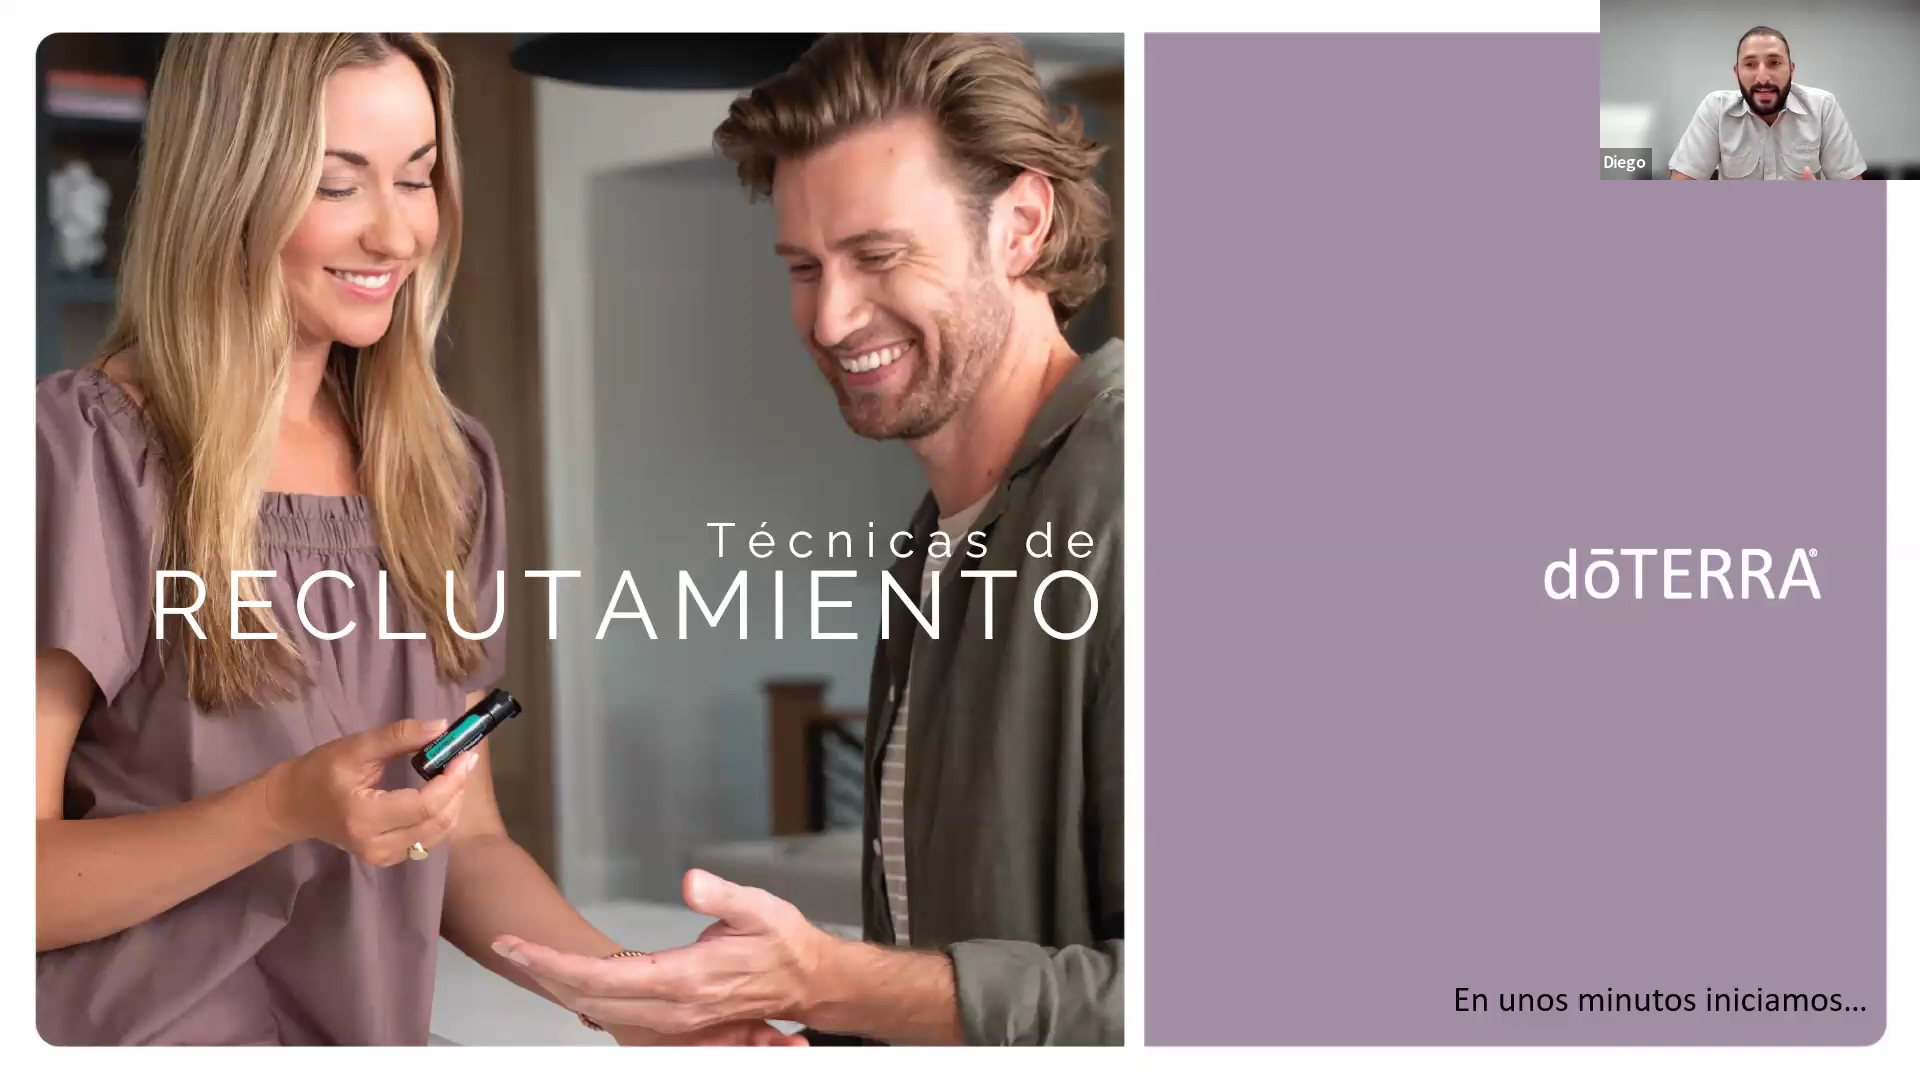 Diego
Técnicas de
RECLUTAMIENTO
dōTERRA®
En unos minutos iniciamos...